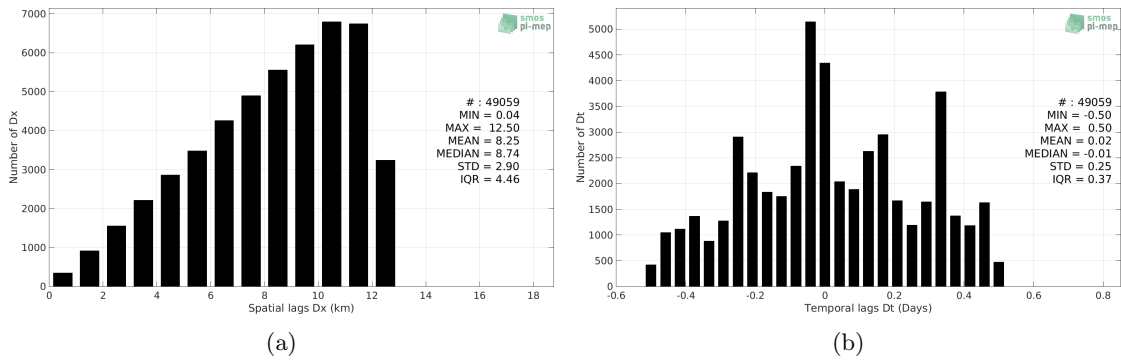 smos
pi-mep
7000
6000
5000
4000
3000
2000
1000
0
Number of Dx
# : 49059
MIN = 0.04
MAX = 12.50
MEAN = 8.25
MEDIAN = 8.74
STD = 2.90
IQR = 4.46
0 2 4 6 8 10 12 14 16 18
Spatial lags Dx (km)
(a)
smos
pi-mep
5000
4500
4000
3500
3000
2500
2000
1500
1000
500
0
Number of Dt
# : 49059
MIN = -0.50
MAX = 0.50
MEAN = 0.02
MEDIAN = -0.01
STD = 0.25
IQR = 0.37
-0.6 -0.4 -0.2 0 0.2 0.4 0.6 0.8
Temporal lags Dt (Days)
(b)